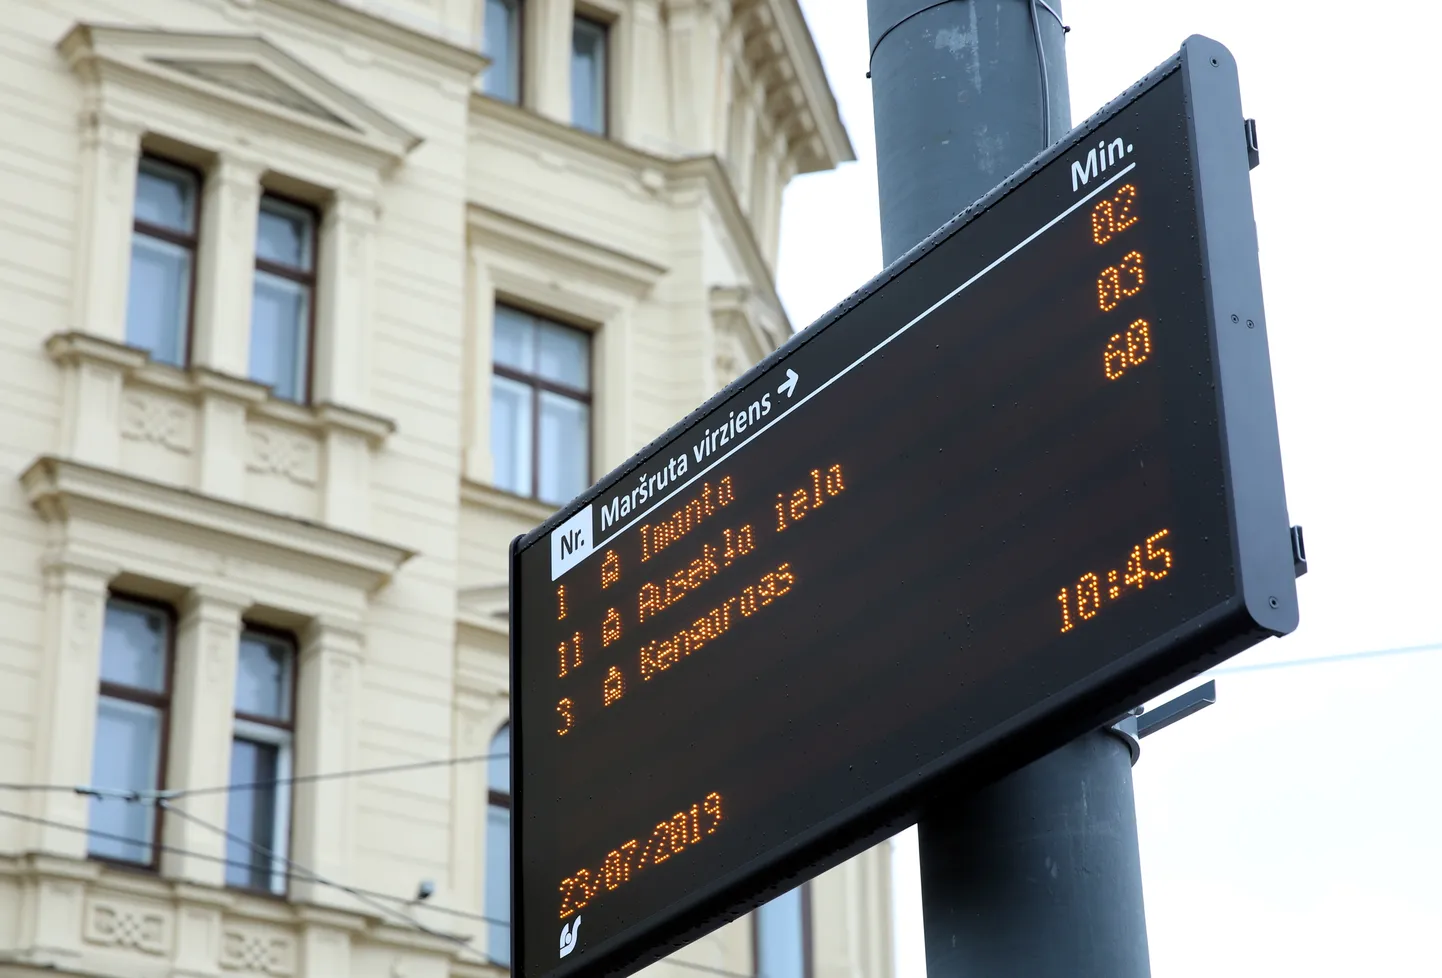 Nr. Maršruta virziens → Min.
1 Imanta 02
11 Ausekļa iela 03
3 Ķengarags 60
10:45
23/07/2019